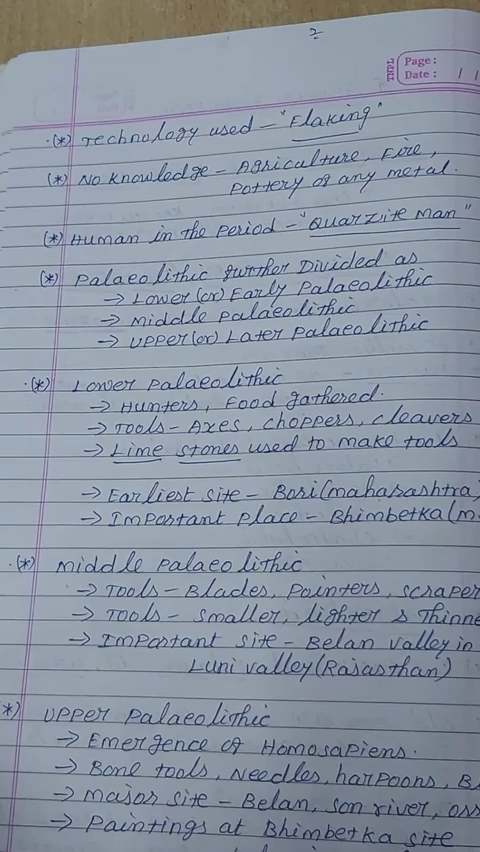 2
TNPL
Page:
Date: / /
(*) Technology used - "Flaking"
(*) No knowledge - Agriculture, Fire,
Pottery of any metal.
(*) Human in the Period - "Quarzite man"
(*) Palaeolithic further Divided as
→ Lower (or) Early Palaeolithic
→ Middle Palaeolithic
→ Upper (or) Later Palaeolithic
(*) Lower Palaeolithic
→ Hunters, Food gathered.
→ Tools - Axes, choppers, cleavers
→ Lime stones used to make tools
→ Earliest site - Bori (maharashtra)
→ Important Place - Bhimbetka (m.
(*) Middle Palaeolithic
→ Tools - Blades, Pointers, scraper
→ Tools - smaller, lighter & Thinne
→ Important site - Belan valley in
Luni valley (Rajasthan)
*) Upper Palaeolithic
→ Emergence of Homosapiens.
→ Bone tools, Needles, harpoons, B
→ Major site - Belan, son river, oss
→ Paintings at Bhimbetka site